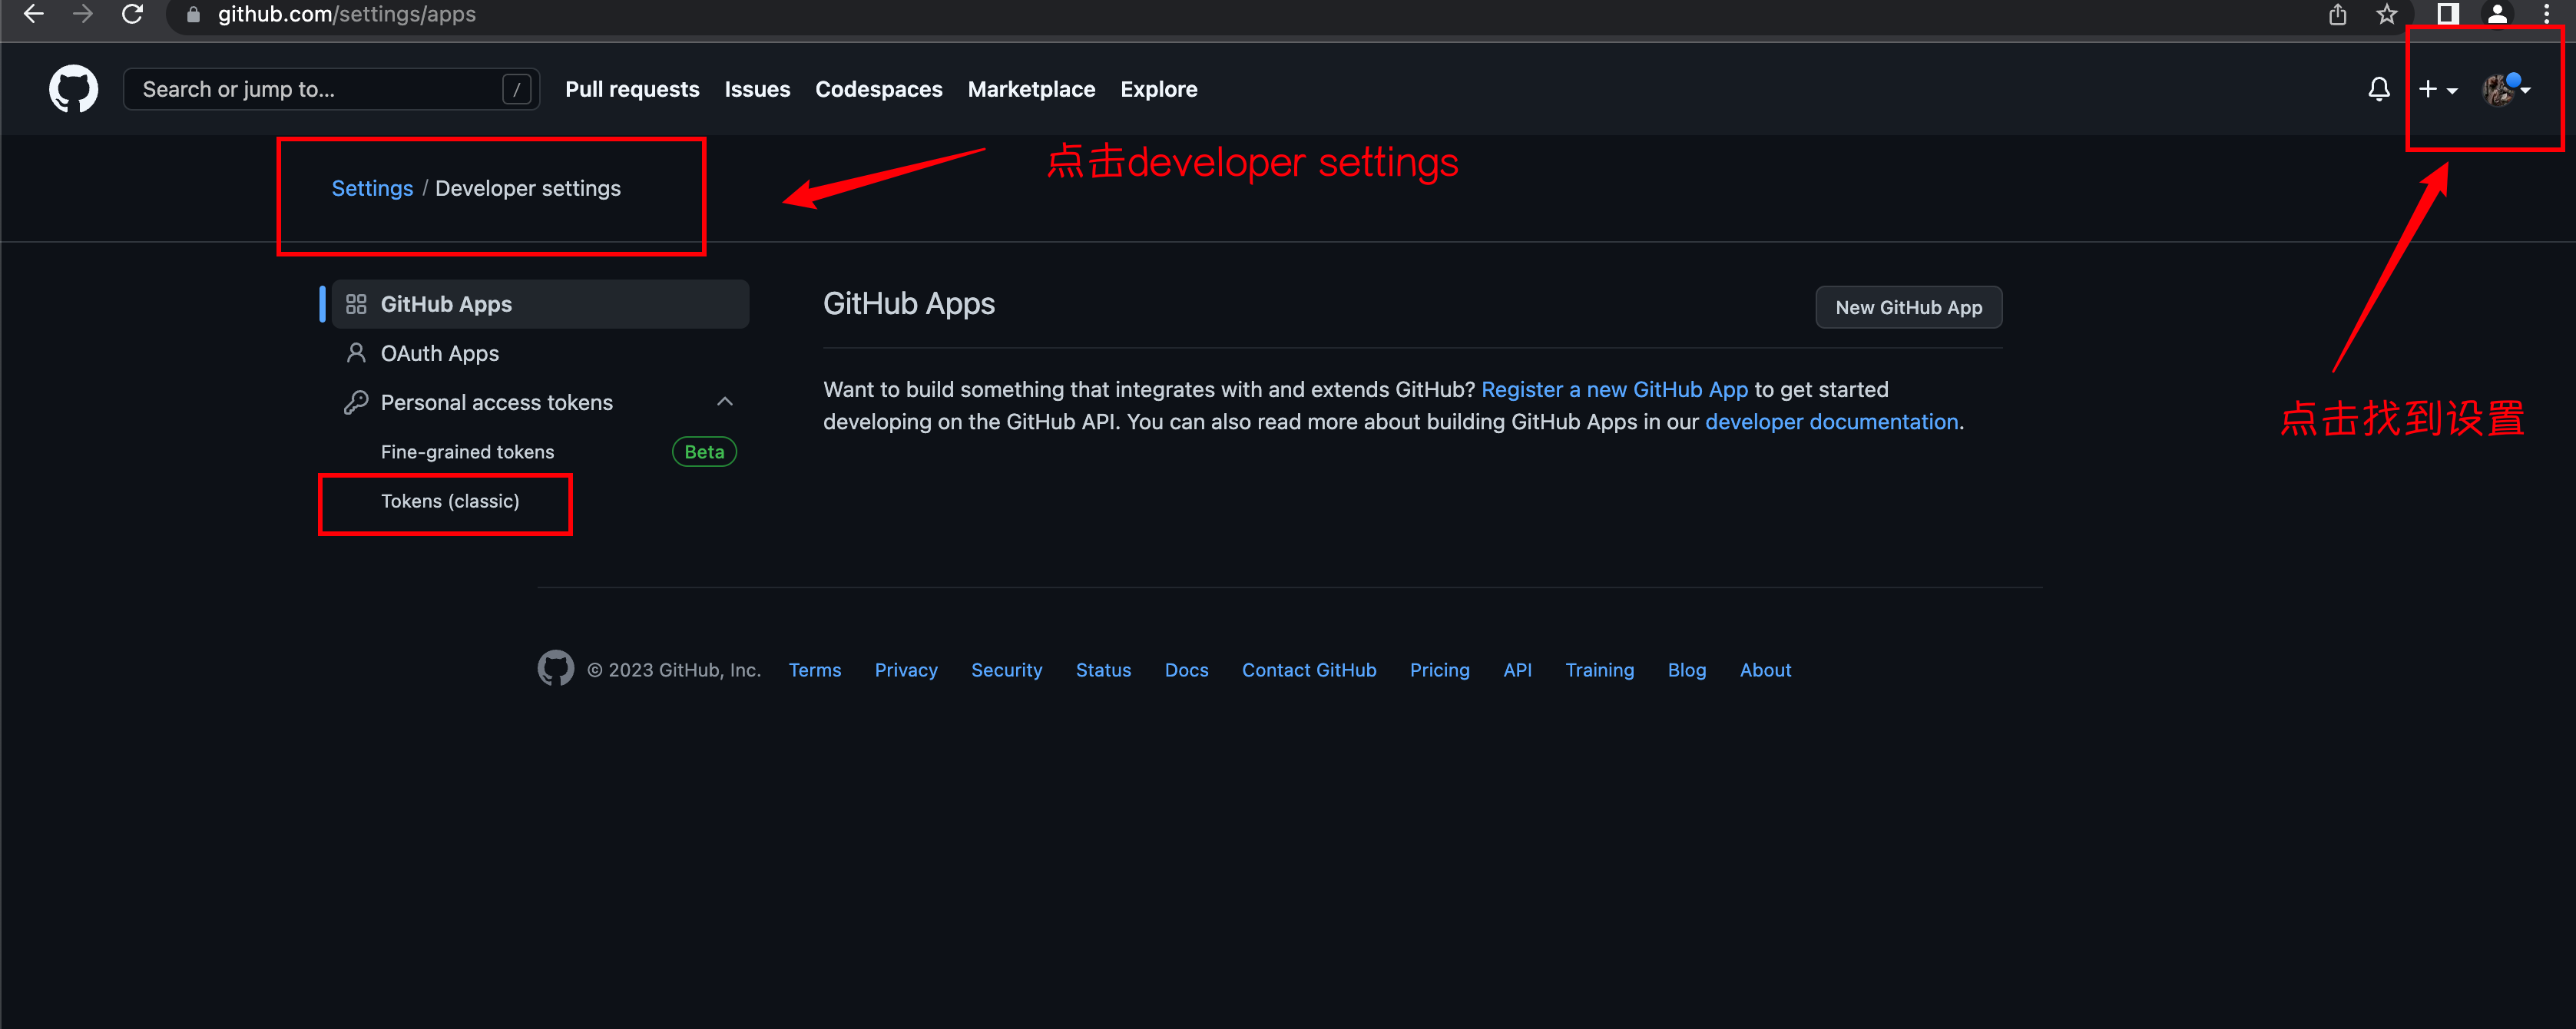 github.com/settings/apps
Search or jump to... / Pull requests Issues Codespaces Marketplace Explore
点击developer settings
Settings / Developer settings
GitHub Apps
OAuth Apps
Personal access tokens
Fine-grained tokens Beta
Tokens (classic)
GitHub Apps
New GitHub App
Want to build something that integrates with and extends GitHub? Register a new GitHub App to get started
developing on the GitHub API. You can also read more about building GitHub Apps in our developer documentation.
点击找到设置
© 2023 GitHub, Inc. Terms Privacy Security Status Docs Contact GitHub Pricing API Training Blog About